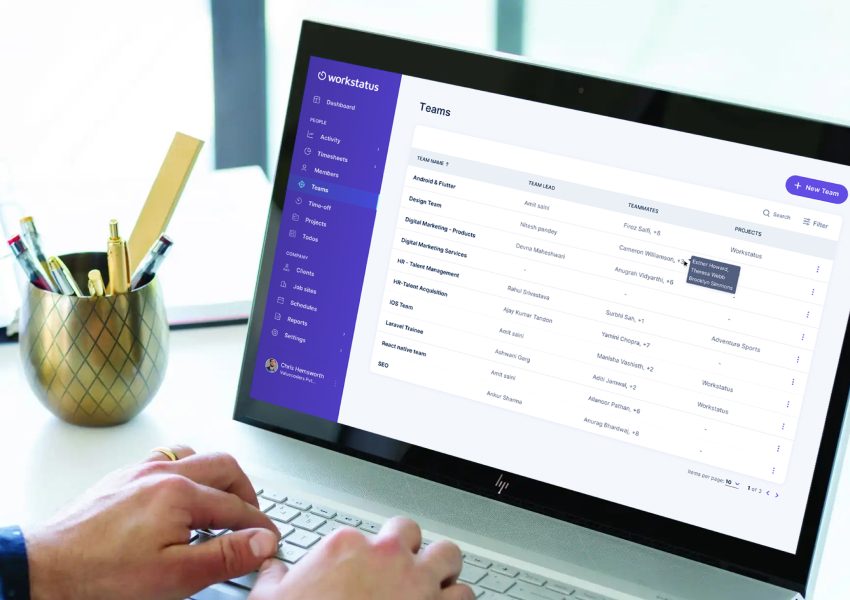 workstatus
Dashboard
PEOPLE
Activity
Timesheets
Members
Teams
Time-off
Projects
Todos
COMPANY
Clients
Job sites
Schedules
Reports
Settings
Chris Hemsworth
Valuecoders Pvt...
Teams
+ New Team
Search Filter
TEAM NAME ↑ TEAM LEAD TEAMMATES PROJECTS
Android & Flutter Amit saini Firoz Saifi, +8 Workstatus
Design Team Nitesh pandey Cameron Williamson, +3 -
Esther Howard,
Theresa Webb
Brooklyn Simmons
Digital Marketing - Products Devna Maheshwari Anugrah Vidyarthi, +6 -
Digital Marketing Services - -
HR - Talent Management Rahul Srivastava Surbhi Sah, +1 Adventure Sports
HR-Talent Acquisition Ajay Kumar Tandon Yamini Chopra, +7 -
iOS Team Amit saini Manisha Vashisth, +2 Workstatus
Laravel Trainee Ashwani Garg Aditi Jamwal, +2 Workstatus
React native team Amit saini +6 -
SEO Ankur Sharma Anurag Bhardwaj, +8 -
Items per page: 10 1 of 2 < >
hp